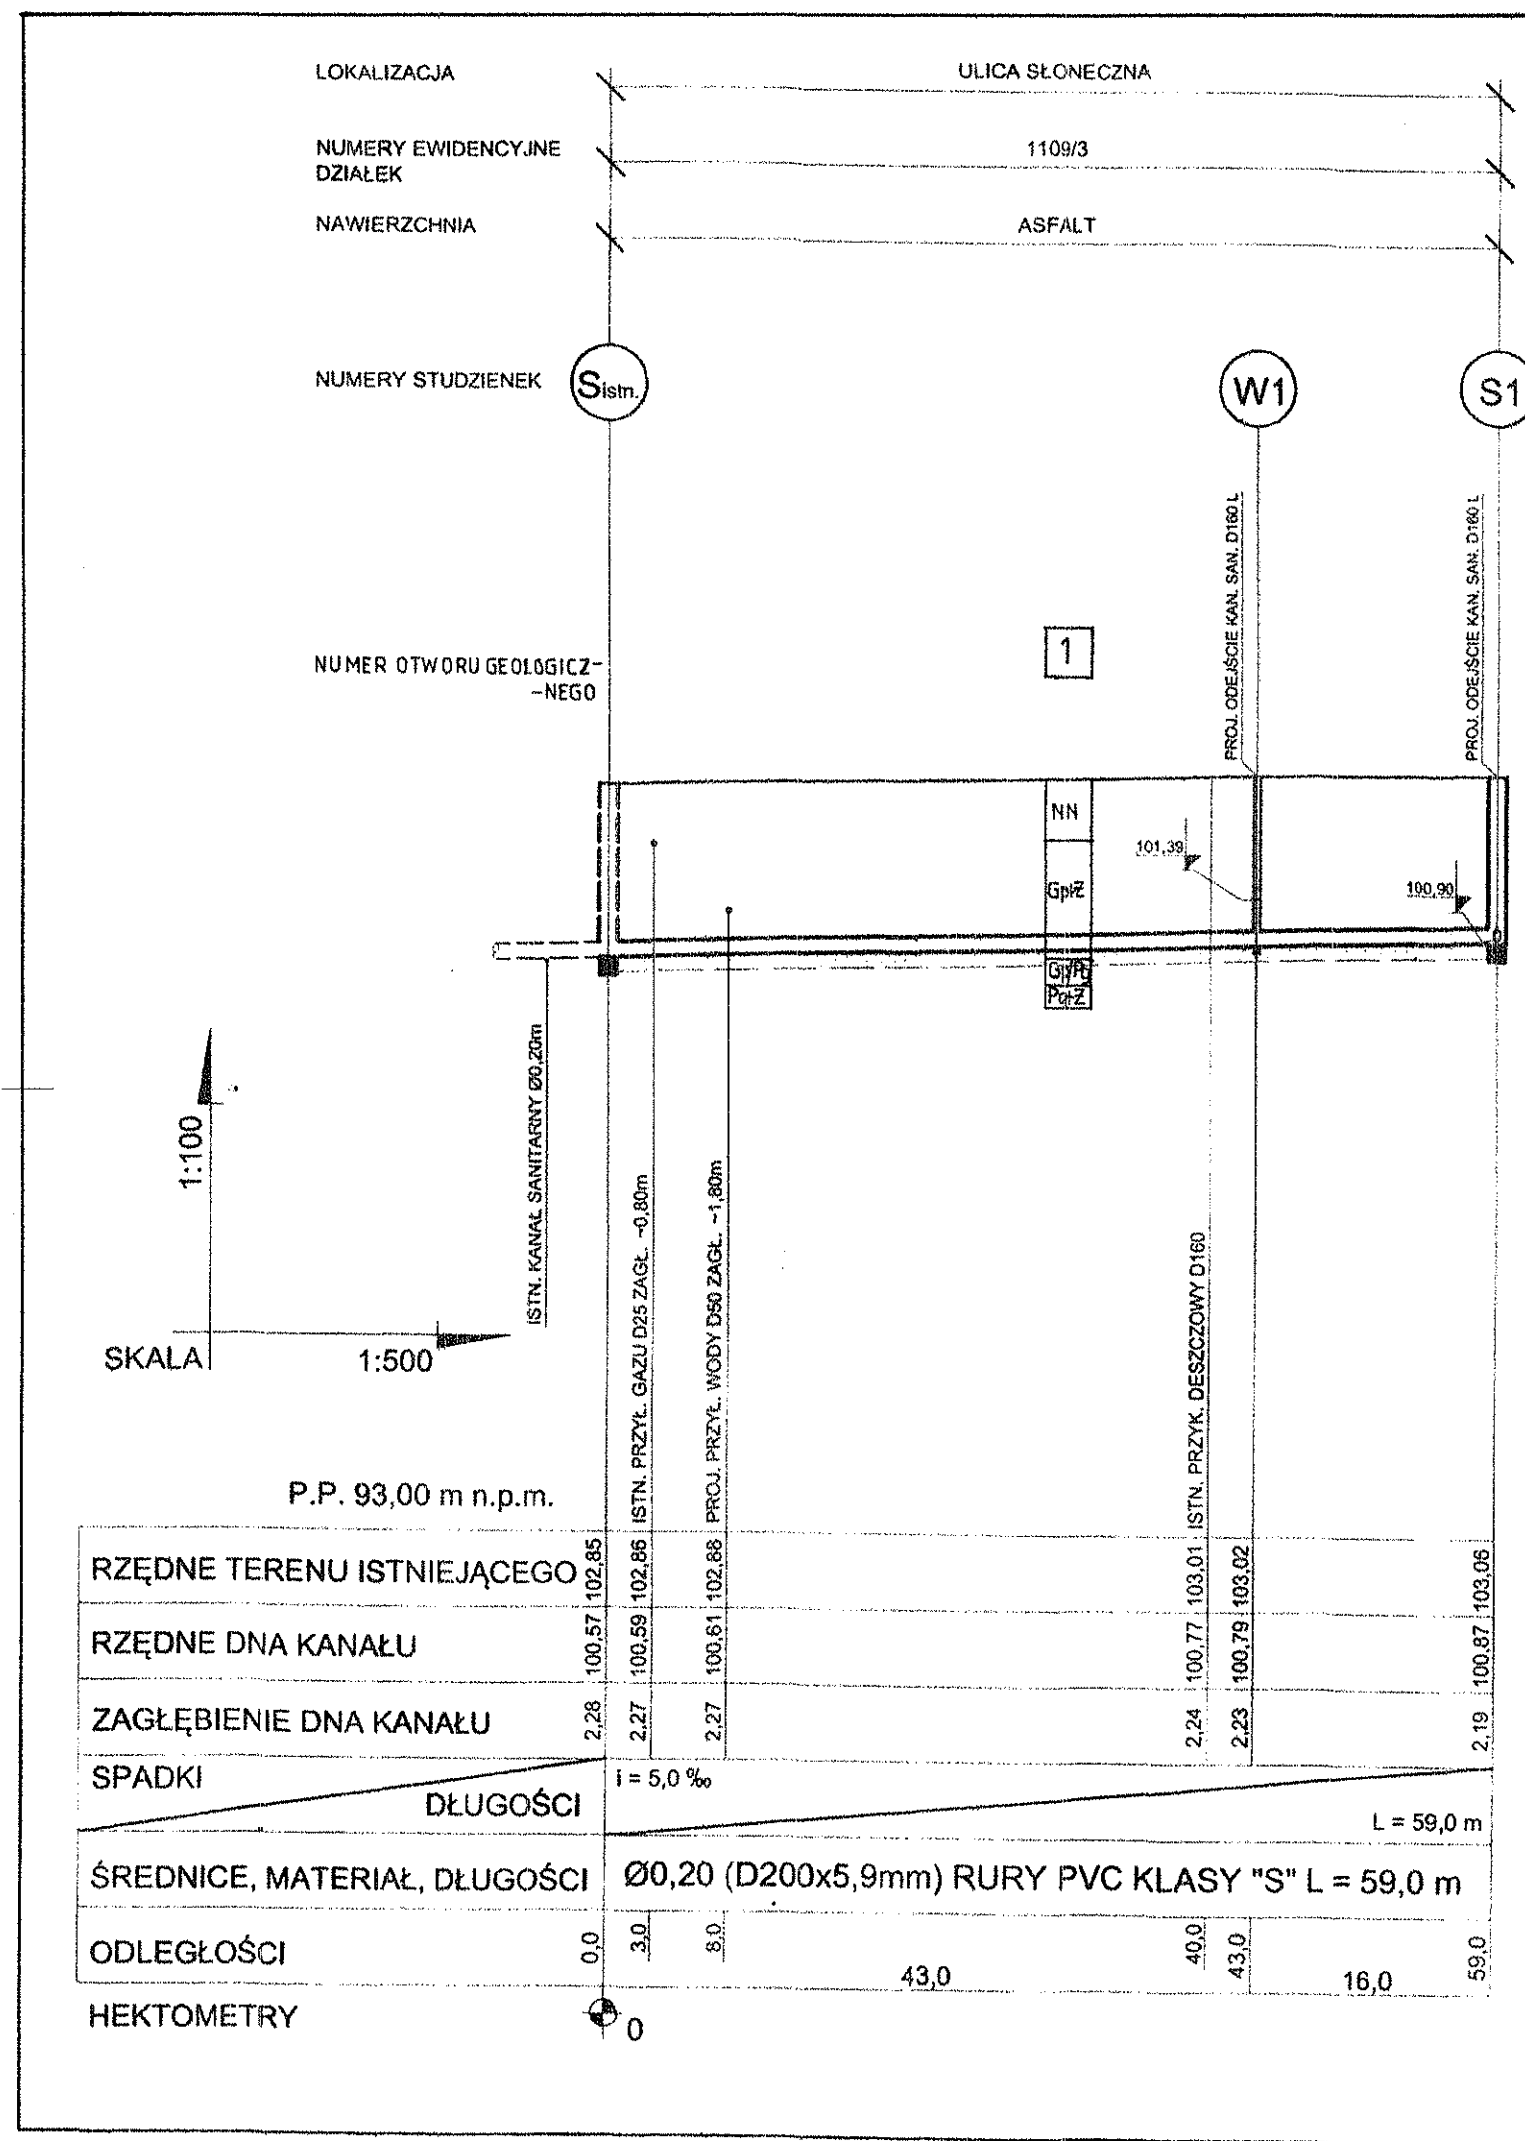 LOKALIZACJA
ULICA SŁONECZNA
NUMERY EWIDENCYJNE
DZIAŁEK
1109/3
NAWIERZCHNIA
ASFALT
NUMERY STUDZIENEK
Sistn.
W1
S1
PROJ. ODEJŚCIE KAN. SAN. D160 L
PROJ. ODEJŚCIE KAN. SAN. D160 L
NUMER OTWORU GEOLOGICZ-
-NEGO
1
NN
101,39
100,90
ISTN. KANAŁ SANITARNY Ø0,20m
ISTN. PRZYŁ. GAZU D25 ZAGŁ. ~0,80m
PROJ. PRZYŁ. WODY D50 ZAGŁ. ~1,80m
ISTN. PRZYK. DESZCZOWY D160
1:100
SKALA
1:500
P.P. 93,00 m n.p.m.
RZĘDNE TERENU ISTNIEJĄCEGO
102,85 102,86 102,88 103,01 103,02 103,06
RZĘDNE DNA KANAŁU
100,57 100,59 100,61 100,77 100,79 100,87
ZAGŁĘBIENIE DNA KANAŁU
2,28 2,27 2,27 2,24 2,23 2,19
SPADKI
i = 5,0 ‰
DŁUGOŚCI
L = 59,0 m
ŚREDNICE, MATERIAŁ, DŁUGOŚCI
Ø0,20 (D200x5,9mm) RURY PVC KLASY "S" L = 59,0 m
ODLEGŁOŚCI
0,0 3,0 8,0 40,0 43,0 59,0
43,0
16,0
HEKTOMETRY
0